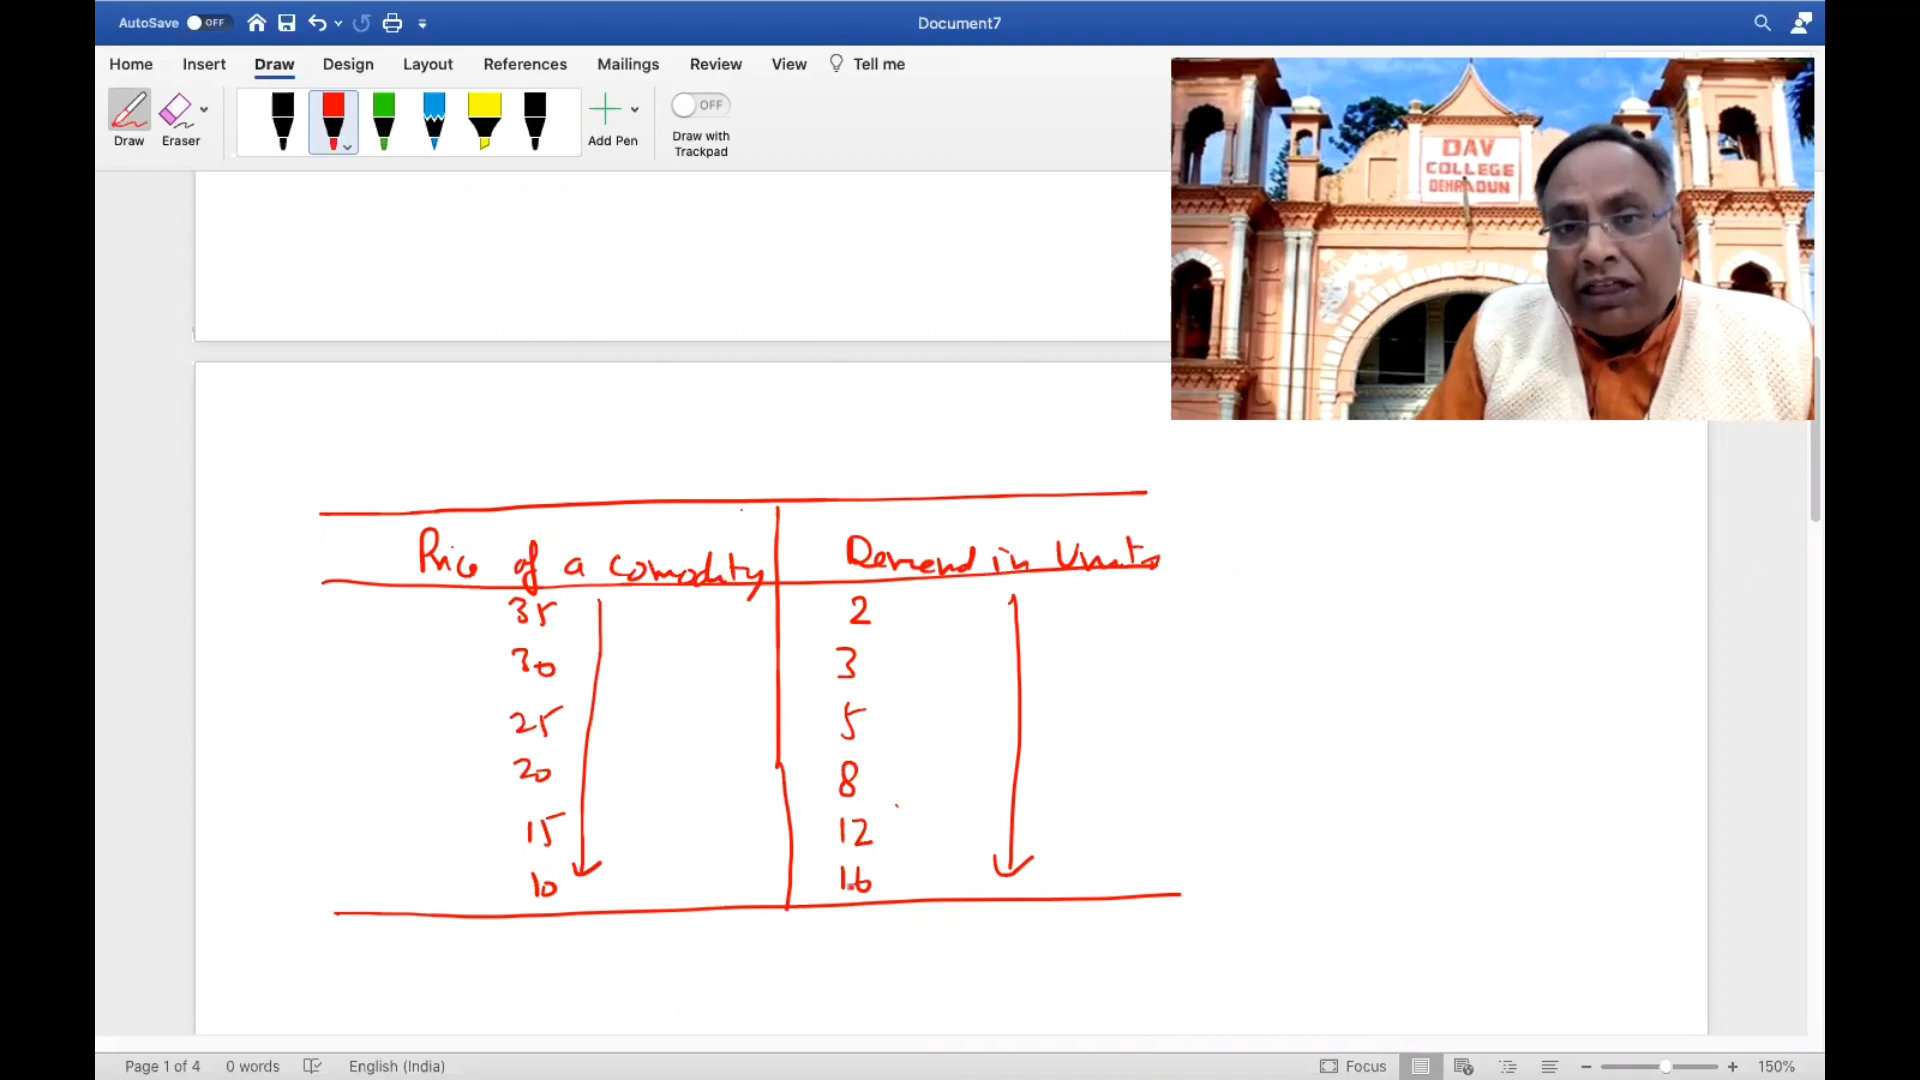 AutoSave OFF Document7
Home Insert Draw Design Layout References Mailings Review View Tell me
OFF
Draw Eraser Add Pen Draw with
Trackpad
DAV
COLLEGE
DEHRADUN
Price of a Comodity Demend in Units
35 2
30 3
25 5
20 8
15 12
10 16
Page 1 of 4 0 words English (India) Focus 150%